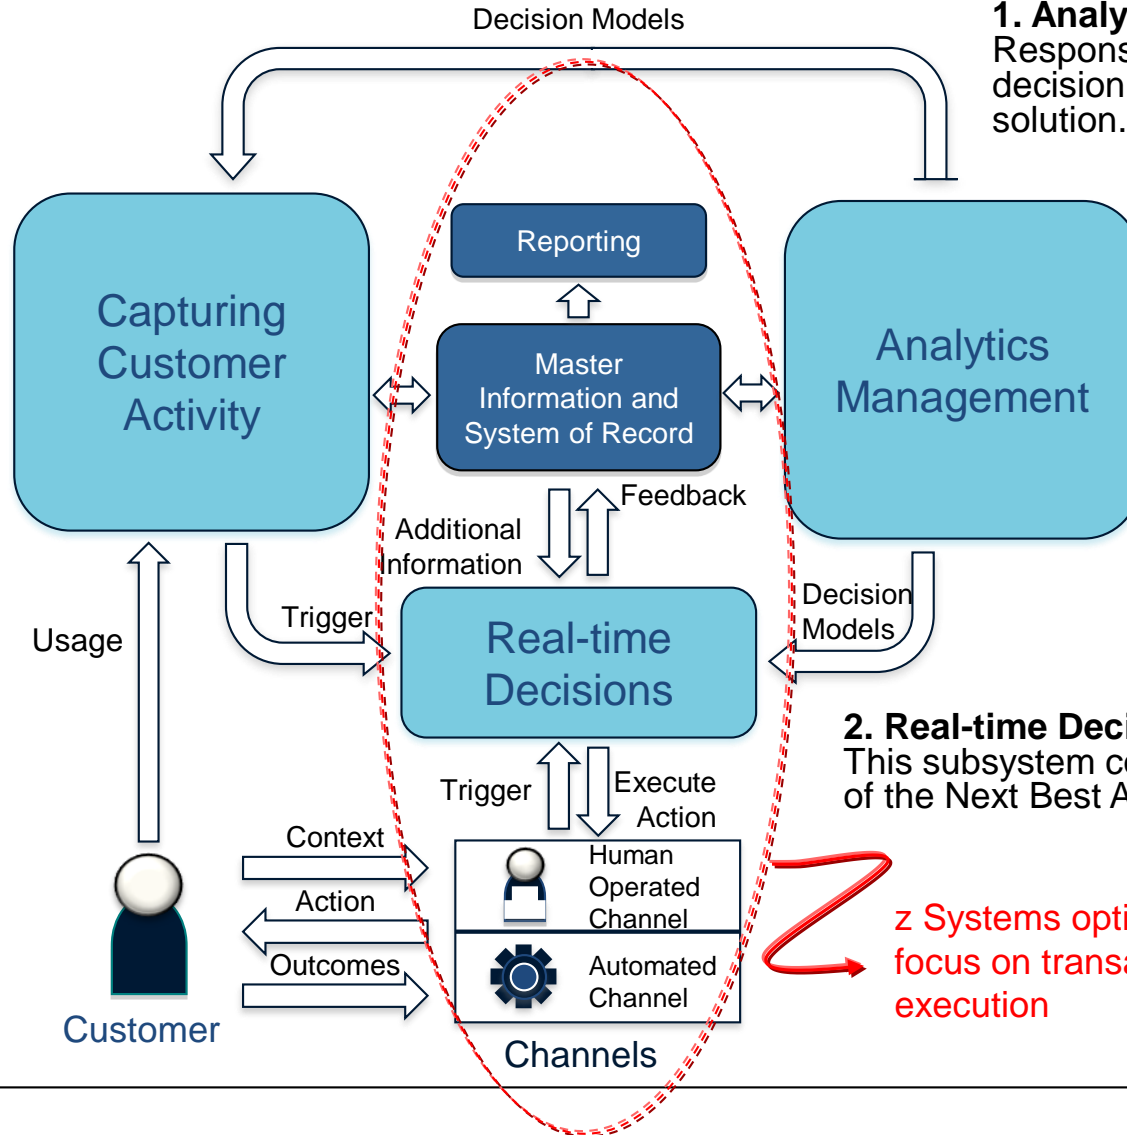 Decision Models
1. Analy
Respons
decision
solution.
Reporting
Capturing
Customer
Activity
Master
Information and
System of Record
Analytics
Management
Feedback
Additional
Information
Usage
Trigger
Real-time
Decisions
Decision
Models
2. Real-time Deci
This subsystem co
of the Next Best A
Trigger
Execute
Action
Context
Human
Operated
Channel
Action
Outcomes
Automated
Channel
z Systems opti
focus on transa
execution
Customer
Channels